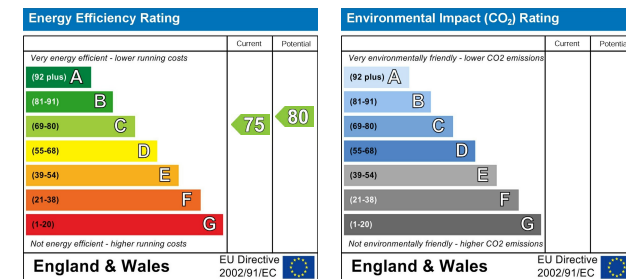 Energy Efficiency Rating
Current Potential
Very energy efficient - lower running costs
(92 plus) A
(81-91) B
(69-80) C
(55-68) D
(39-54) E
(21-38) F
(1-20) G
75
80
Not energy efficient - higher running costs
England & Wales
EU Directive
2002/91/EC
Environmental Impact (CO2) Rating
Current Potential
Very environmentally friendly - lower CO2 emissions
(92 plus) A
(81-91) B
(69-80) C
(55-68) D
(39-54) E
(21-38) F
(1-20) G
Not environmentally friendly - higher CO2 emissions
England & Wales
EU Directive
2002/91/EC